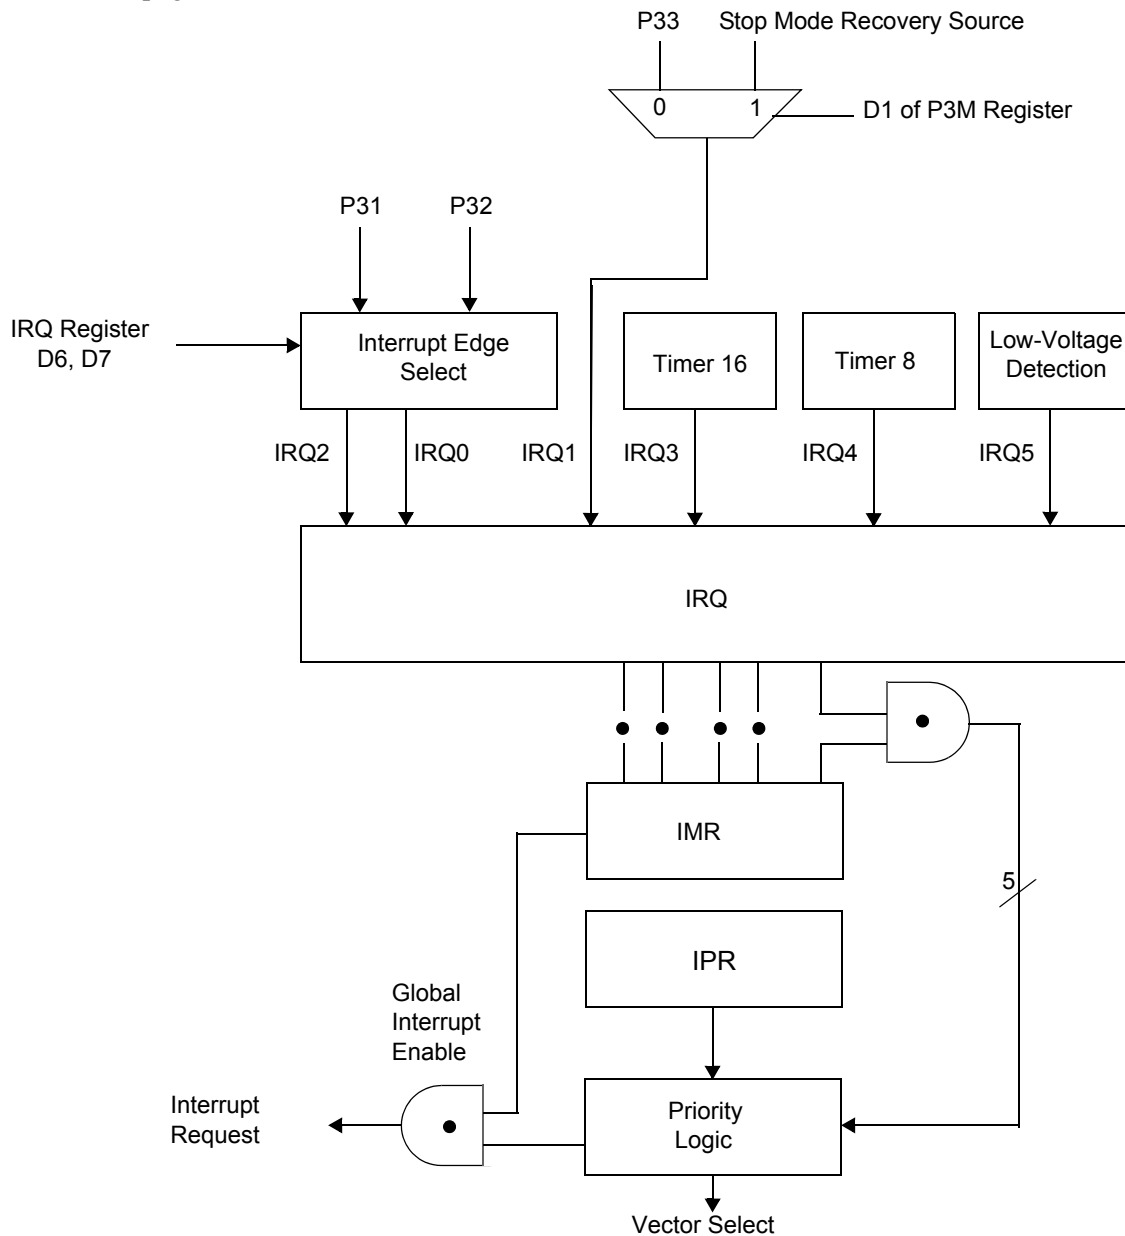 P33 Stop Mode Recovery Source
0 1
D1 of P3M Register
P31 P32
IRQ Register
D6, D7
Interrupt Edge
Select
Timer 16
Timer 8
Low-Voltage
Detection
IRQ2 IRQ0 IRQ1 IRQ3 IRQ4 IRQ5
IRQ
IMR
5
IPR
Global
Interrupt
Enable
Interrupt
Request
Priority
Logic
Vector Select